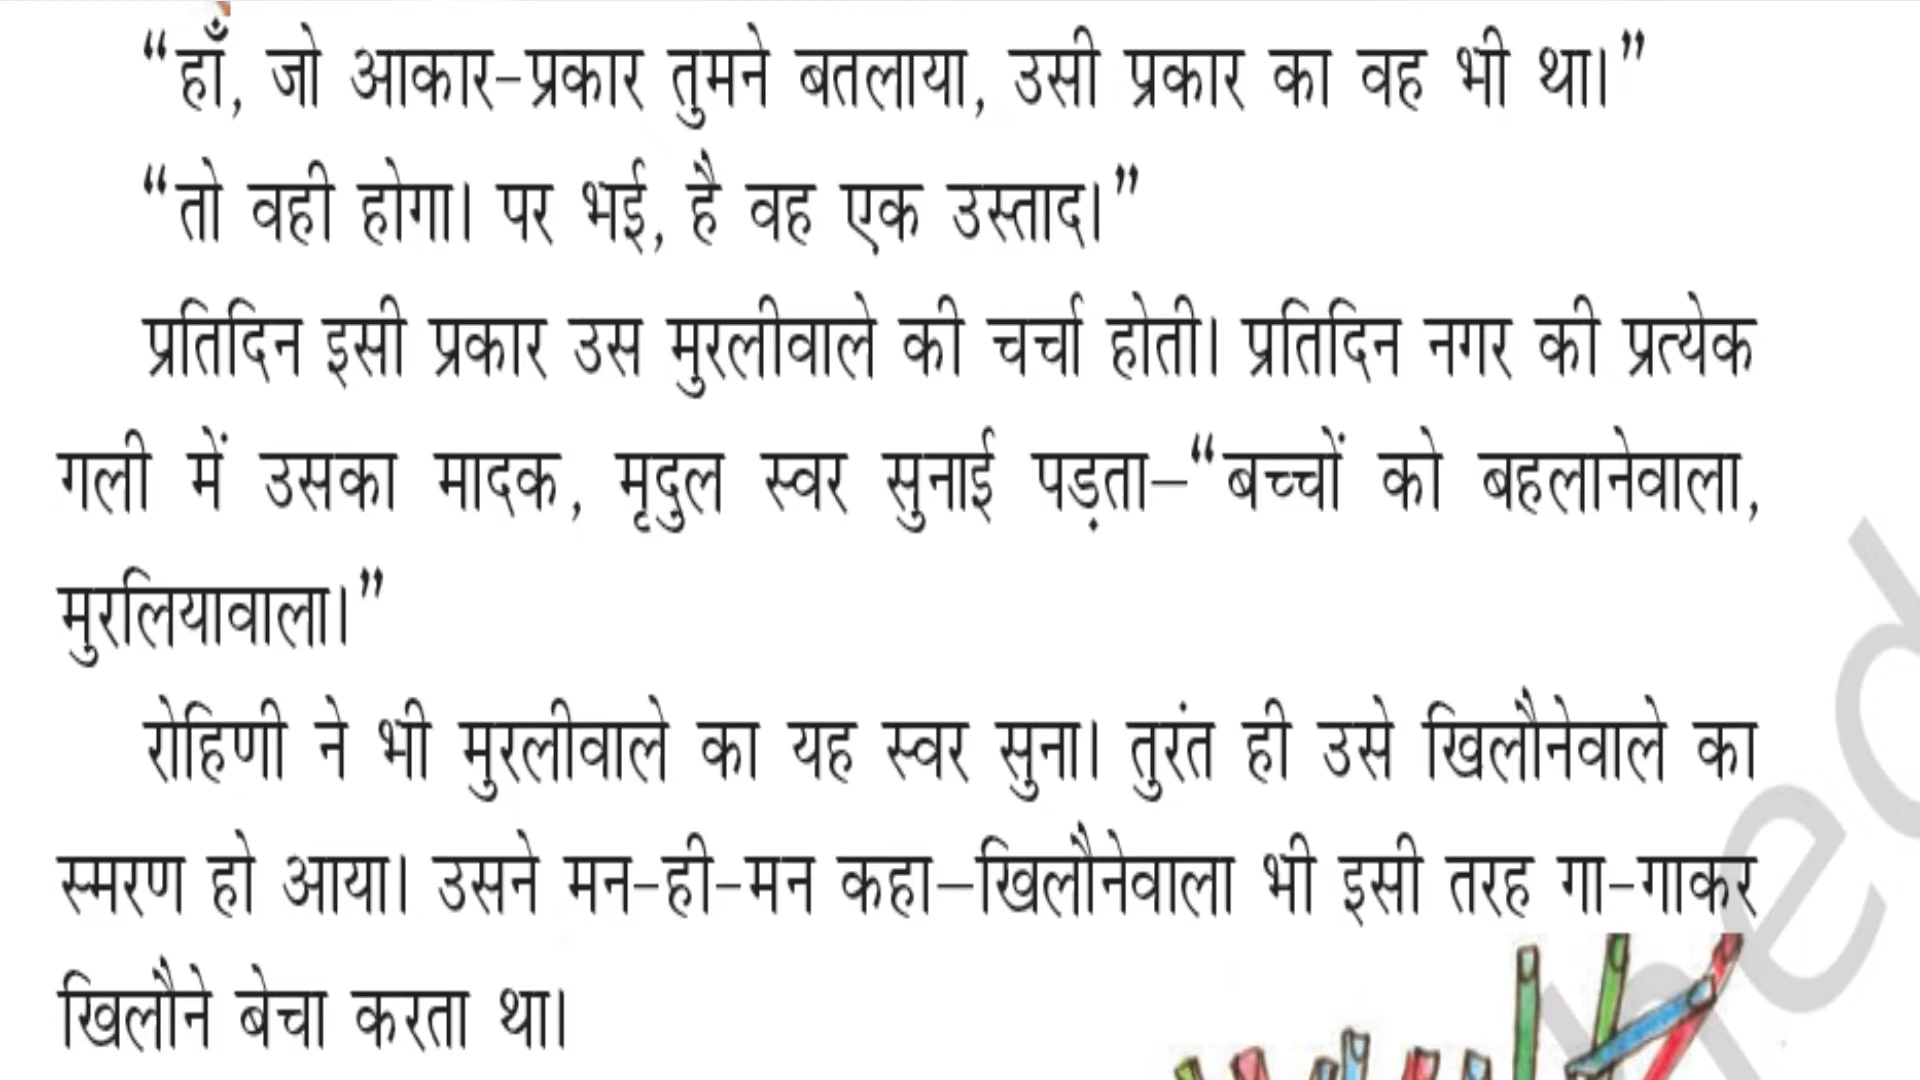 “हाँ, जो आकार-प्रकार तुमने बतलाया, उसी प्रकार का वह भी था।”
“तो वही होगा। पर भई, है वह एक उस्ताद।”
प्रतिदिन इसी प्रकार उस मुरलीवाले की चर्चा होती। प्रतिदिन नगर की प्रत्येक
गली में उसका मादक, मृदुल स्वर सुनाई पड़ता–“बच्चों को बहलानेवाला,
मुरलियावाला।”
रोहिणी ने भी मुरलीवाले का यह स्वर सुना। तुरंत ही उसे खिलौनेवाले का
स्मरण हो आया। उसने मन-ही-मन कहा–खिलौनेवाला भी इसी तरह गा-गाकर
खिलौने बेचा करता था।